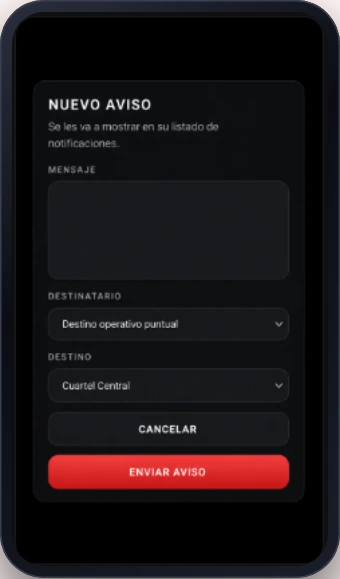 NUEVO AVISO
Se les va a mostrar en su listado de
notificaciones.
MENSAJE
DESTINATARIO
Destino operativo puntual
DESTINO
Cuartel Central
CANCELAR
ENVIAR AVISO